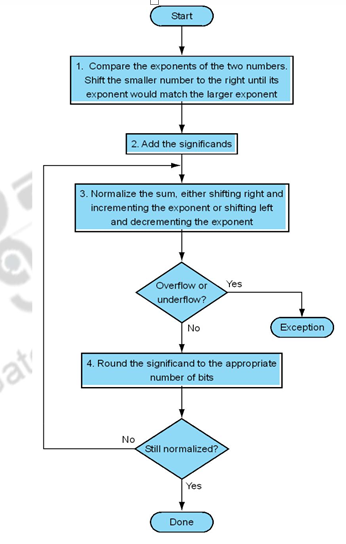 Start
1. Compare the exponents of the two numbers.
Shift the smaller number to the right until its
exponent would match the larger exponent
2. Add the significands
3. Normalize the sum, either shifting right and
incrementing the exponent or shifting left
and decrementing the exponent
Overflow or
underflow?
Yes
No
Exception
4. Round the significand to the appropriate
number of bits
No
Still normalized?
Yes
Done